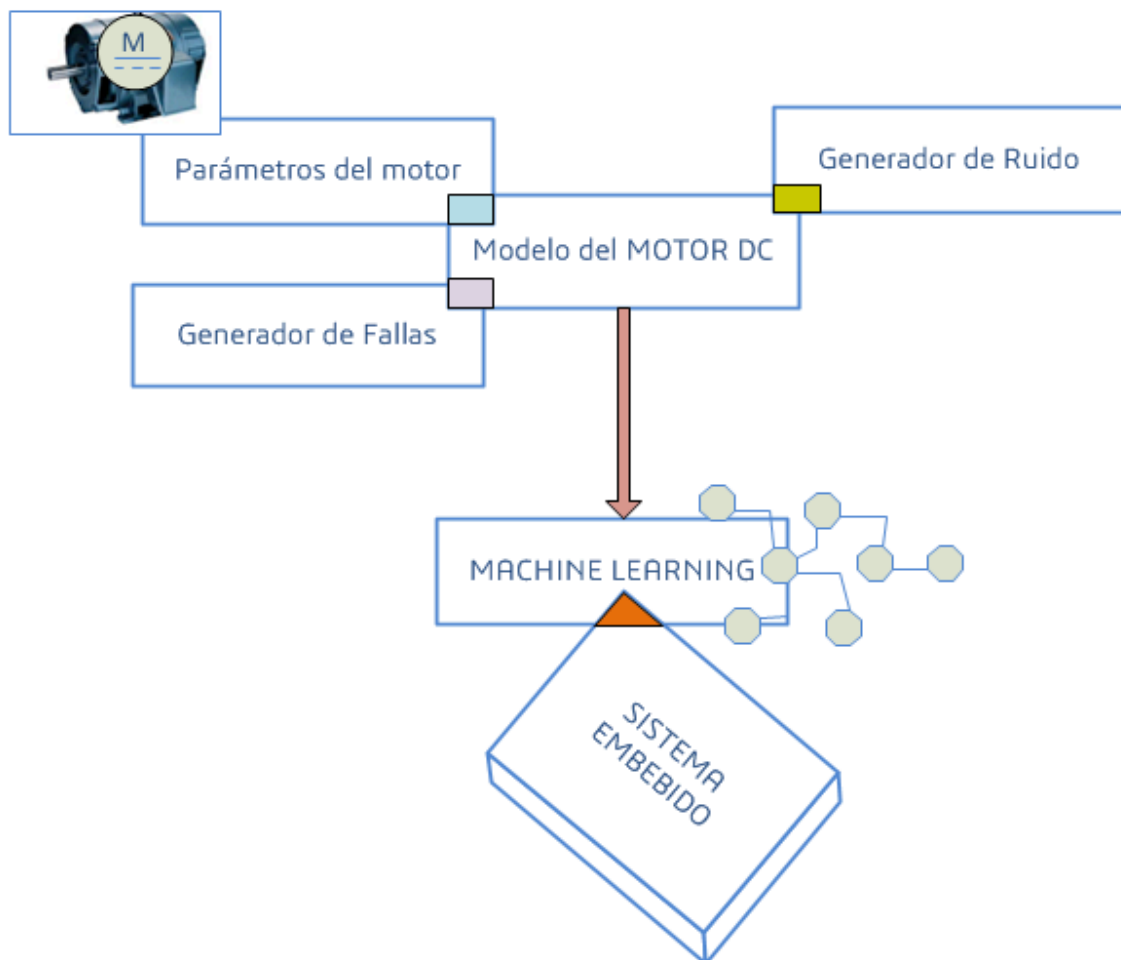 M
Parámetros del motor
Generador de Ruido
Modelo del MOTOR DC
Generador de Fallas
MACHINE LEARNING
SISTEMA
EMBEBIDO